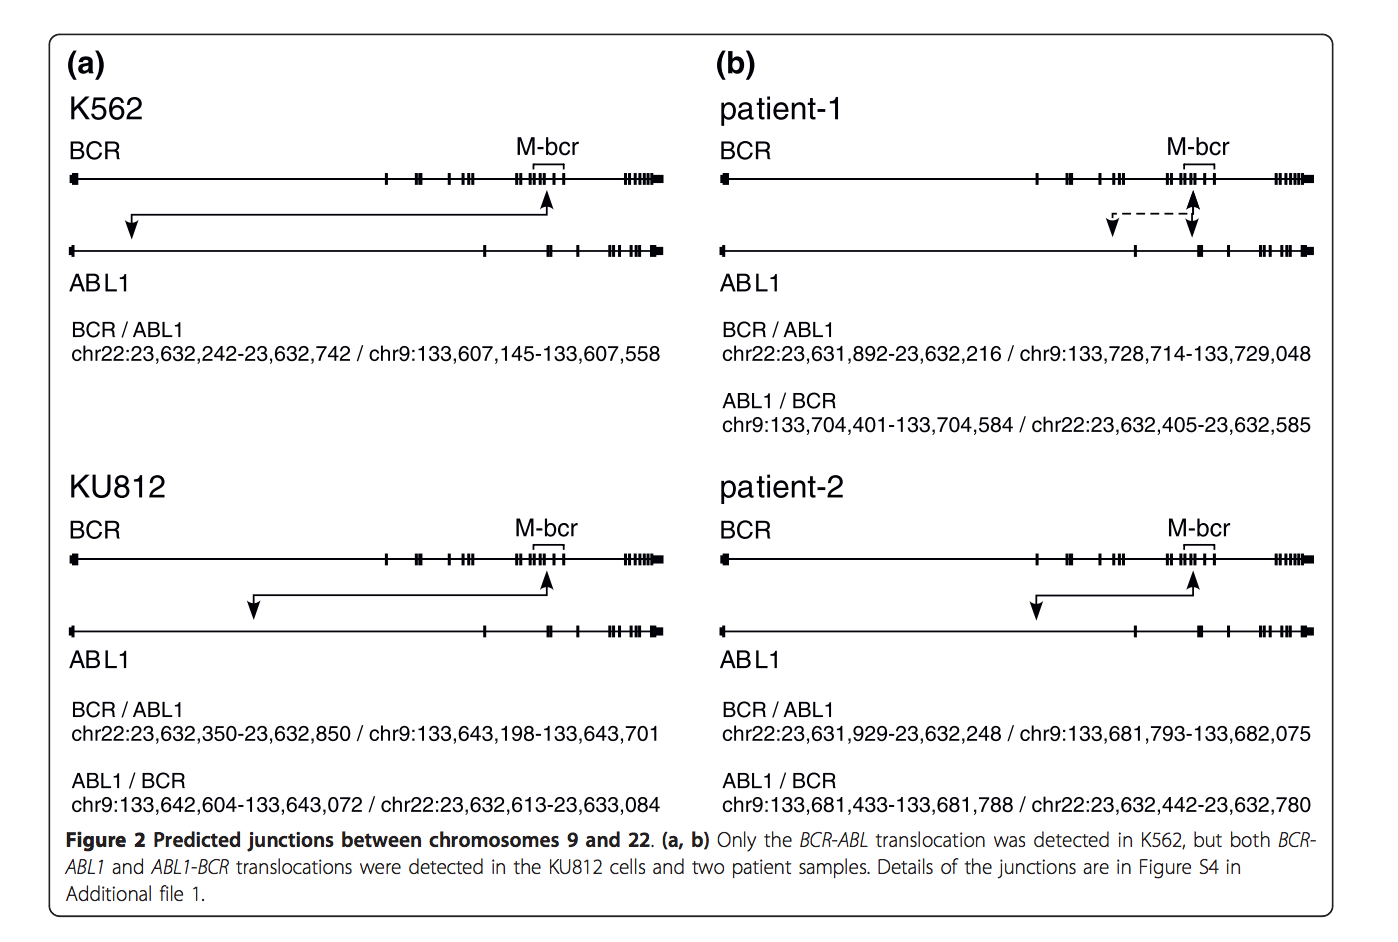 (a)
K562
BCR
M-bcr
ABL1
BCR / ABL1
chr22:23,632,242-23,632,742 / chr9:133,607,145-133,607,558
KU812
BCR
M-bcr
ABL1
BCR / ABL1
chr22:23,632,350-23,632,850 / chr9:133,643,198-133,643,701
ABL1 / BCR
chr9:133,642,604-133,643,072 / chr22:23,632,613-23,633,084
(b)
patient-1
BCR
M-bcr
ABL1
BCR / ABL1
chr22:23,631,892-23,632,216 / chr9:133,728,714-133,729,048
ABL1 / BCR
chr9:133,704,401-133,704,584 / chr22:23,632,405-23,632,585
patient-2
BCR
M-bcr
ABL1
BCR / ABL1
chr22:23,631,929-23,632,248 / chr9:133,681,793-133,682,075
ABL1 / BCR
chr9:133,681,433-133,681,788 / chr22:23,632,442-23,632,780
Figure 2 Predicted junctions between chromosomes 9 and 22. (a, b) Only the BCR-ABL translocation was detected in K562, but both BCR-
ABL1 and ABL1-BCR translocations were detected in the KU812 cells and two patient samples. Details of the junctions are in Figure S4 in
Additional file 1.